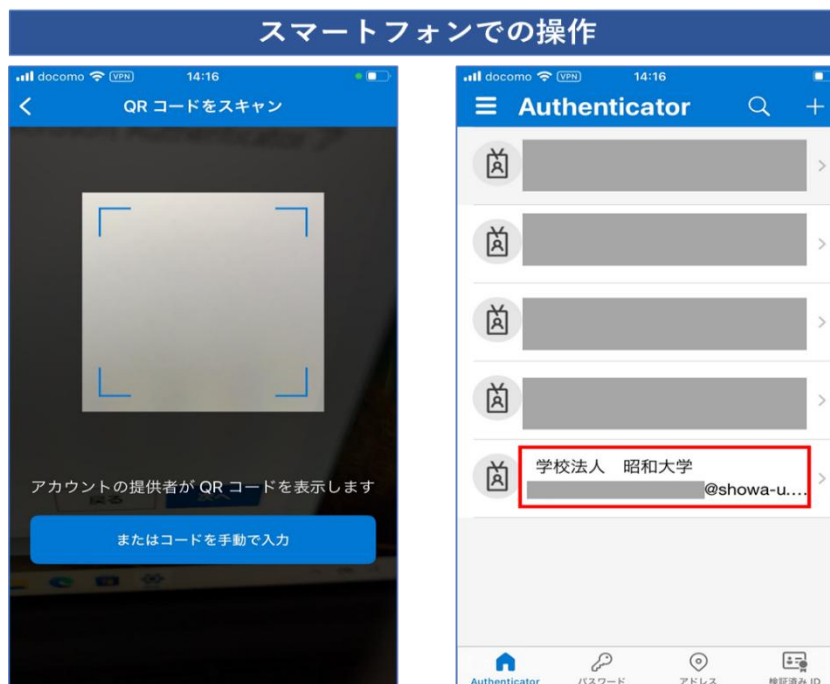 スマートフォンでの操作
docomo VPN 14:16
QR コードをスキャン
アカウントの提供者が QR コードを表示します
戻る
またはコードを手動で入力
docomo VPN 14:16
Authenticator
学校法人 昭和大学
@showa-u....
Authenticator パスワード アドレス 検証済み ID